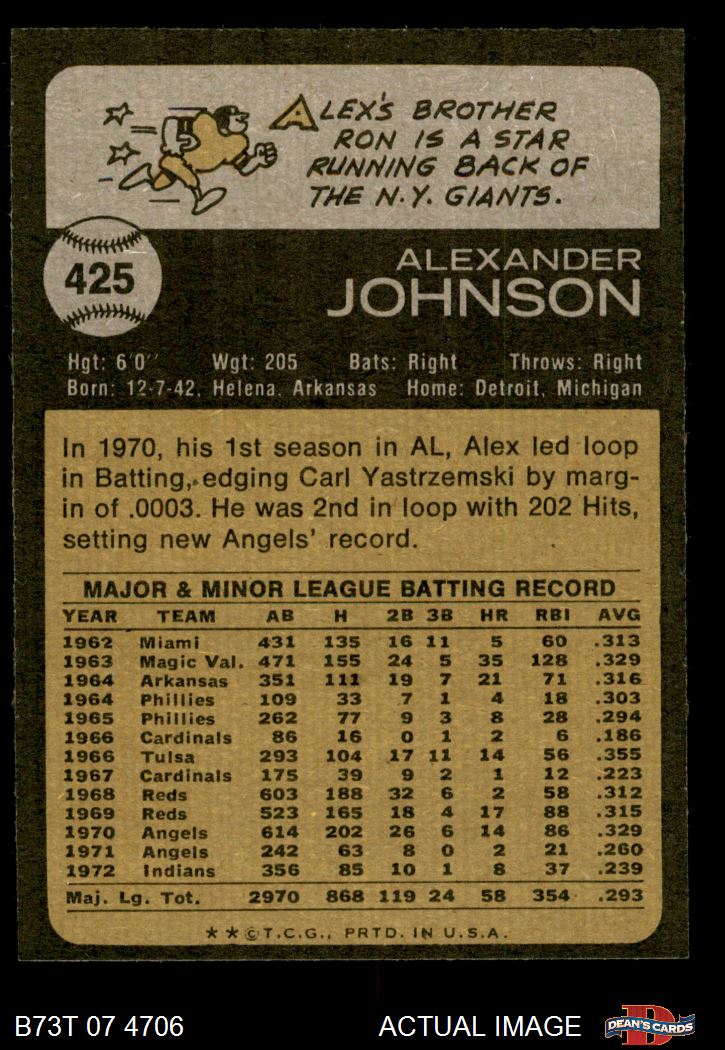 ALEX'S BROTHER
RON IS A STAR
RUNNING BACK OF
THE N.Y. GIANTS.
425
ALEXANDER
JOHNSON
Hgt: 6'0'' Wgt: 205 Bats: Right Throws: Right
Born: 12-7-42, Helena, Arkansas Home: Detroit, Michigan
In 1970, his 1st season in AL, Alex led loop
in Batting, edging Carl Yastrzemski by marg-
in of .0003. He was 2nd in loop with 202 Hits,
setting new Angels' record.
MAJOR & MINOR LEAGUE BATTING RECORD
YEAR TEAM AB H 2B 3B HR RBI AVG
1962 Miami 431 135 16 11 5 60 .313
1963 Magic Val. 471 155 24 5 35 128 .329
1964 Arkansas 351 111 19 7 21 71 .316
1964 Phillies 109 33 7 1 4 18 .303
1965 Phillies 262 77 9 3 8 28 .294
1966 Cardinals 86 16 0 1 2 6 .186
1966 Tulsa 293 104 17 11 14 56 .355
1967 Cardinals 175 39 9 2 1 12 .223
1968 Reds 603 188 32 6 2 58 .312
1969 Reds 523 165 18 4 17 88 .315
1970 Angels 614 202 26 6 14 86 .329
1971 Angels 242 63 8 0 2 21 .260
1972 Indians 356 85 10 1 8 37 .239
Maj. Lg. Tot. 2970 868 119 24 58 354 .293
* * © T.C.G., PRTD. IN U.S.A.
B73T 07 4706 ACTUAL IMAGE
DEAN'S CARDS